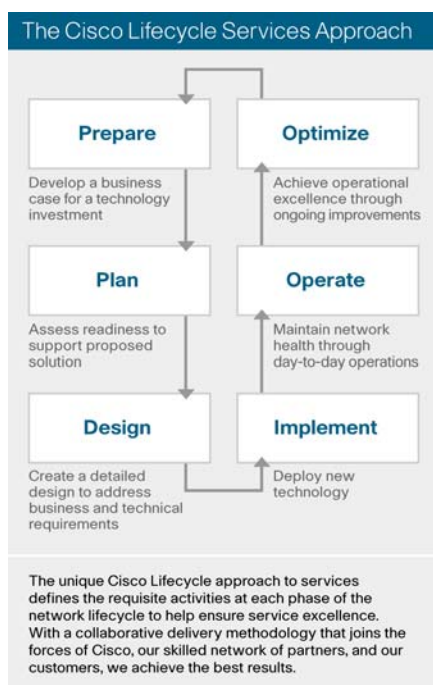 The Cisco Lifecycle Services Approach
Prepare
Develop a business
case for a technology
investment
Plan
Assess readiness to
support proposed
solution
Design
Create a detailed
design to address
business and technical
requirements
Implement
Deploy new
technology
Operate
Maintain network
health through
day-to-day operations
Optimize
Achieve operational
excellence through
ongoing improvements
The unique Cisco Lifecycle approach to services
defines the requisite activities at each phase of the
network lifecycle to help ensure service excellence.
With a collaborative delivery methodology that joins the
forces of Cisco, our skilled network of partners, and our
customers, we achieve the best results.